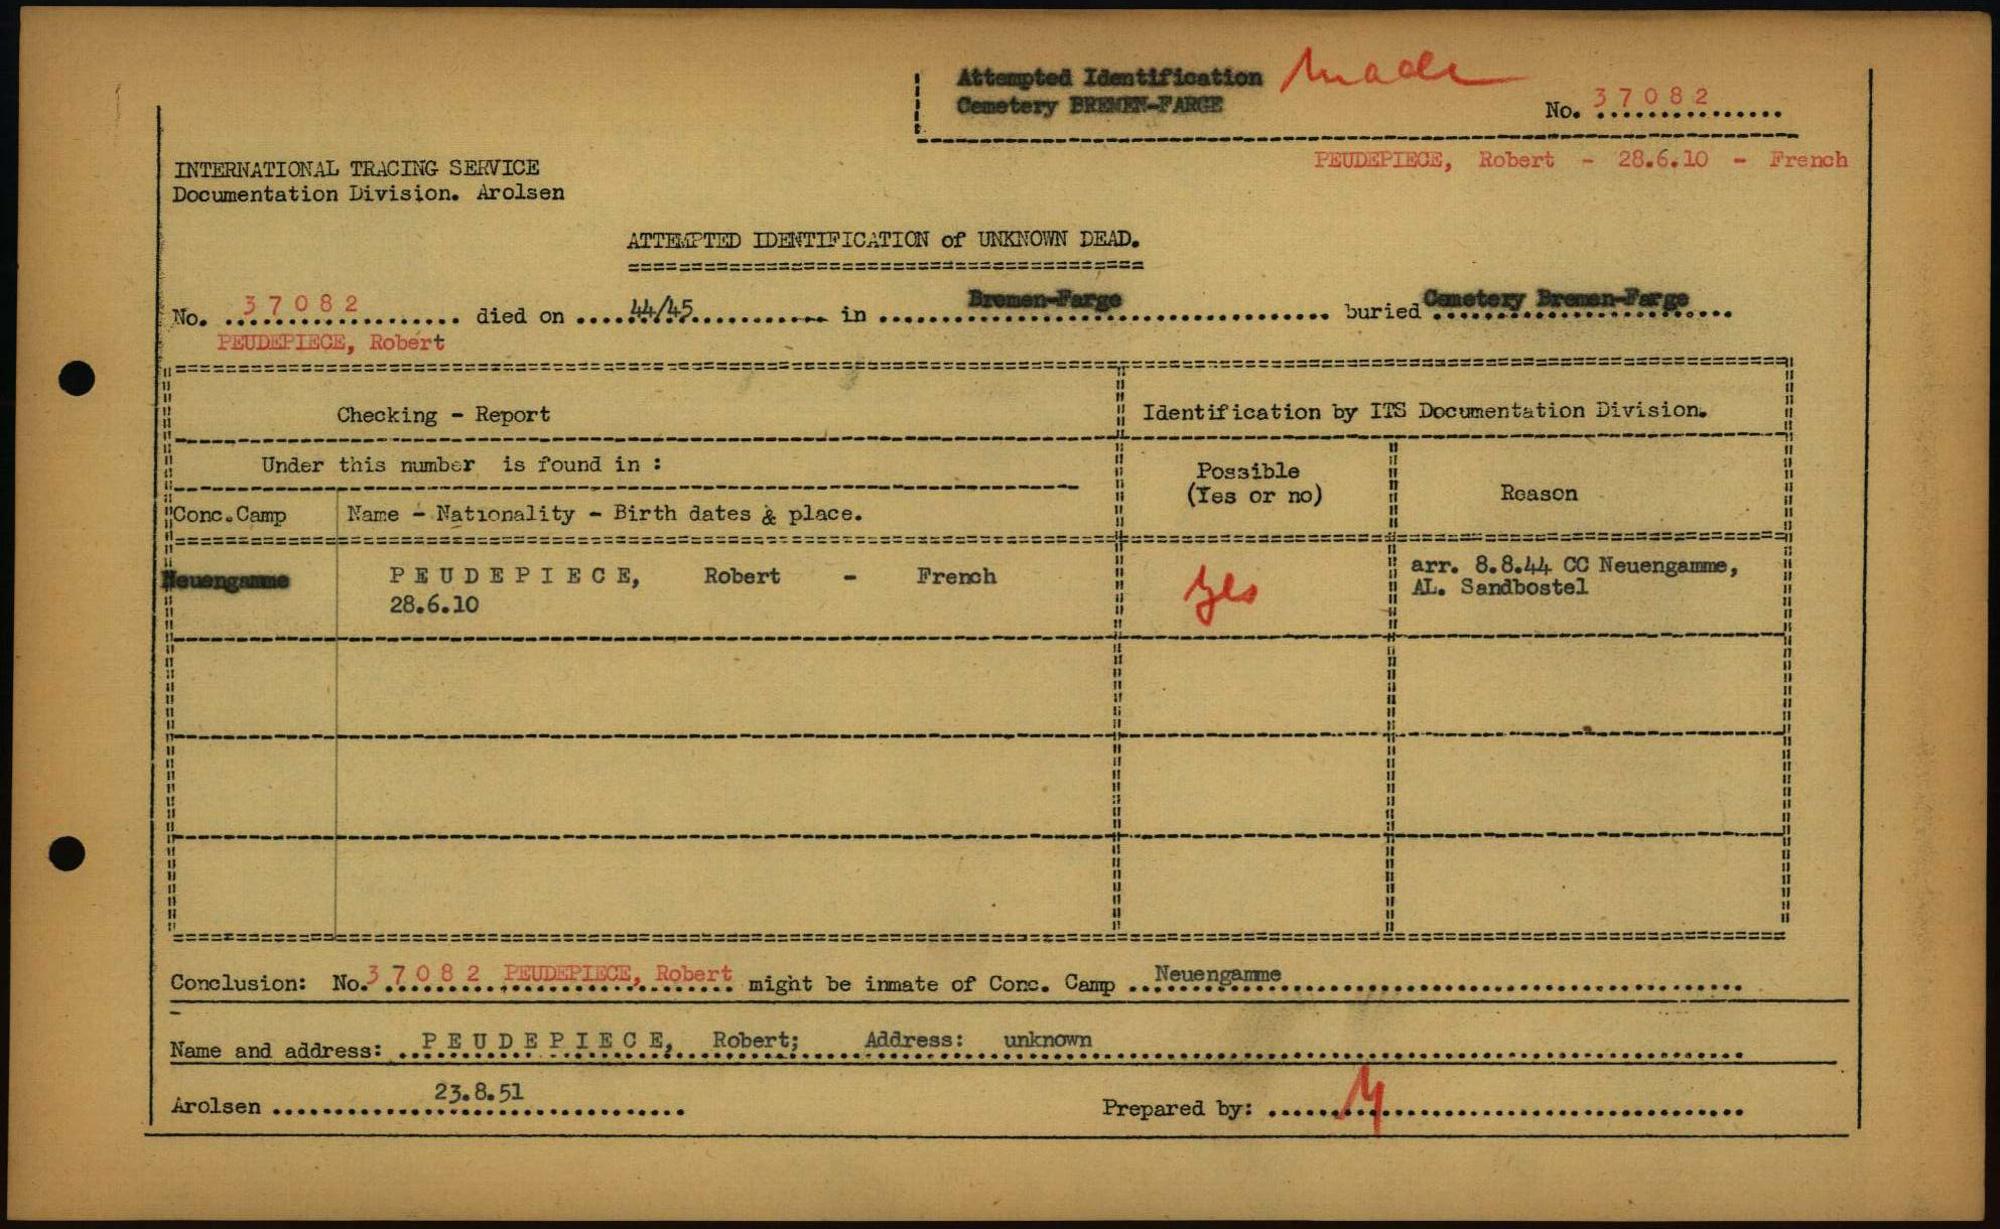 Attempted Identification made
Cemetery BREMEN-FARGE
No. 37082
PEUDEPIECE, Robert - 28.6.10 - French
INTERNATIONAL TRACING SERVICE
Documentation Division. Arolsen
ATTEMPTED IDENTIFICATION of UNKNOWN DEAD.
No. 37082 died on 44/45 in Bremen-Farge buried Cemetery Bremen-Farge
PEUDEPIECE, Robert
Checking - Report
Identification by ITS Documentation Division.
Under this number is found in :
Possible
(Yes or no)
Reason
Conc.Camp
Name - Nationality - Birth dates & place.
Neuengamme
PEUDEPIECE, Robert - French
28.6.10
yes
arr. 8.8.44 CC Neuengamme,
AL. Sandbostel
Conclusion: No. 37082 PEUDEPIECE, Robert might be inmate of Conc. Camp Neuengamme
Name and address: PEUDEPIECE, Robert; Address: unknown
Arolsen 23.8.51
Prepared by: